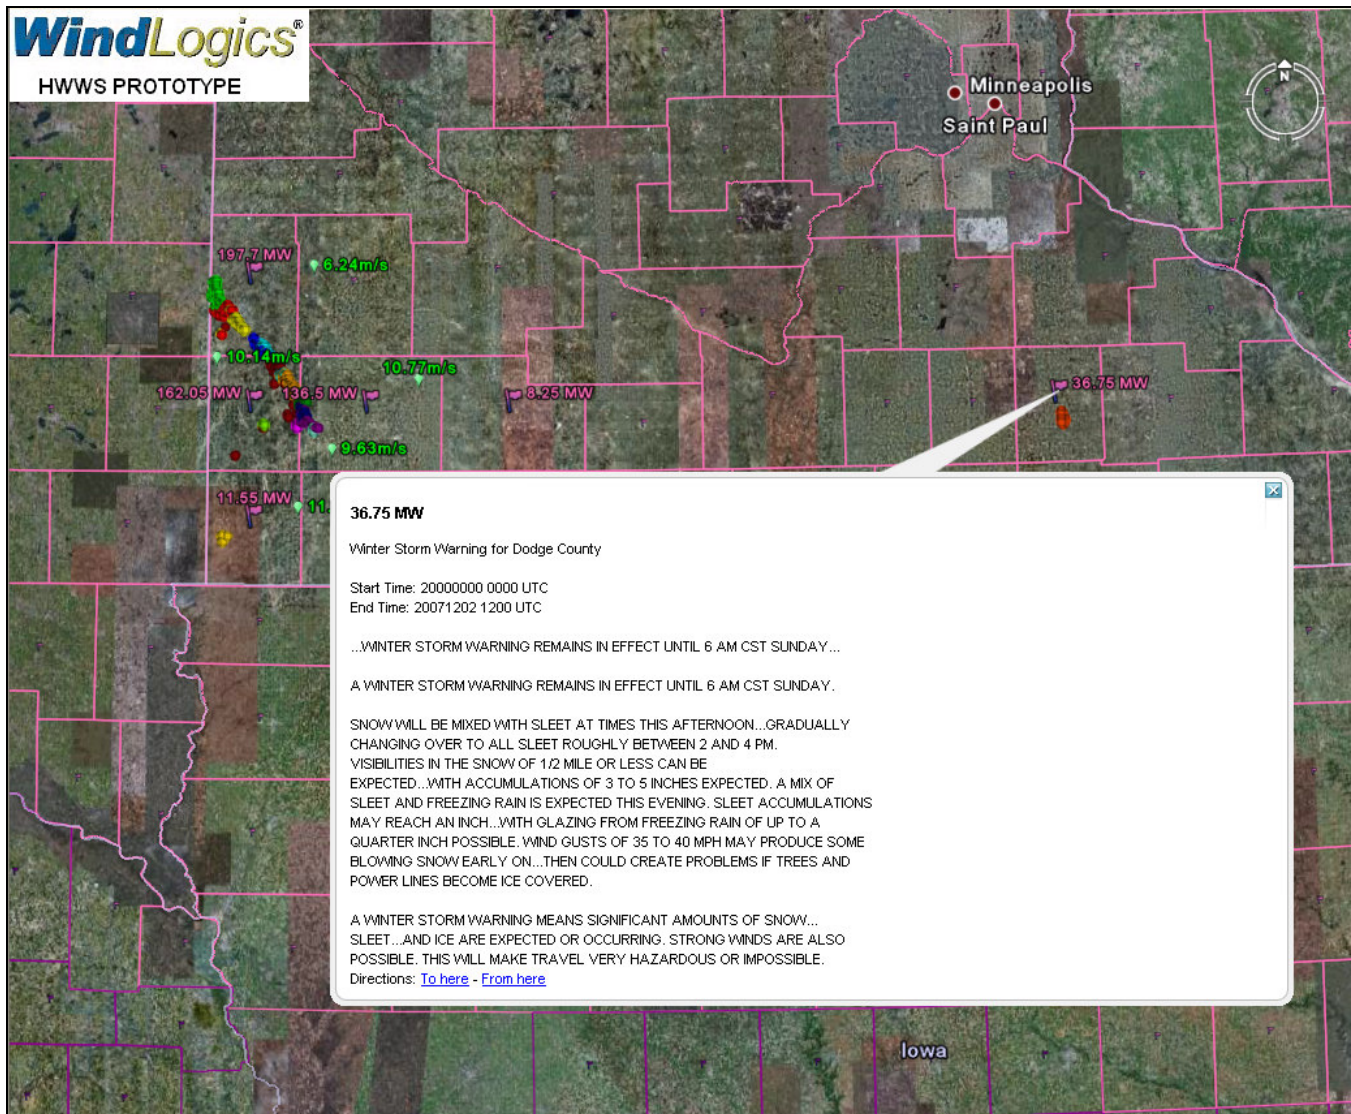 WindLogics®
HWWS PROTOTYPE
N
Minneapolis
Saint Paul
197.7 MW
6.24m/s
10.14m/s
10.77m/s
162.05 MW
136.5 MW
8.25 MW
36.75 MW
9.63m/s
11.55 MW
11.
36.75 MW
Winter Storm Warning for Dodge County
Start Time: 20000000 0000 UTC
End Time: 20071202 1200 UTC
...WINTER STORM WARNING REMAINS IN EFFECT UNTIL 6 AM CST SUNDAY...
A WINTER STORM WARNING REMAINS IN EFFECT UNTIL 6 AM CST SUNDAY.
SNOW WILL BE MIXED WITH SLEET AT TIMES THIS AFTERNOON...GRADUALLY
CHANGING OVER TO ALL SLEET ROUGHLY BETWEEN 2 AND 4 PM.
VISIBILITIES IN THE SNOW OF 1/2 MILE OR LESS CAN BE
EXPECTED...WITH ACCUMULATIONS OF 3 TO 5 INCHES EXPECTED. A MIX OF
SLEET AND FREEZING RAIN IS EXPECTED THIS EVENING. SLEET ACCUMULATIONS
MAY REACH AN INCH...WITH GLAZING FROM FREEZING RAIN OF UP TO A
QUARTER INCH POSSIBLE. WIND GUSTS OF 35 TO 40 MPH MAY PRODUCE SOME
BLOWING SNOW EARLY ON...THEN COULD CREATE PROBLEMS IF TREES AND
POWER LINES BECOME ICE COVERED.
A WINTER STORM WARNING MEANS SIGNIFICANT AMOUNTS OF SNOW...
SLEET...AND ICE ARE EXPECTED OR OCCURRING. STRONG WINDS ARE ALSO
POSSIBLE. THIS WILL MAKE TRAVEL VERY HAZARDOUS OR IMPOSSIBLE.
Directions: To here - From here
Iowa